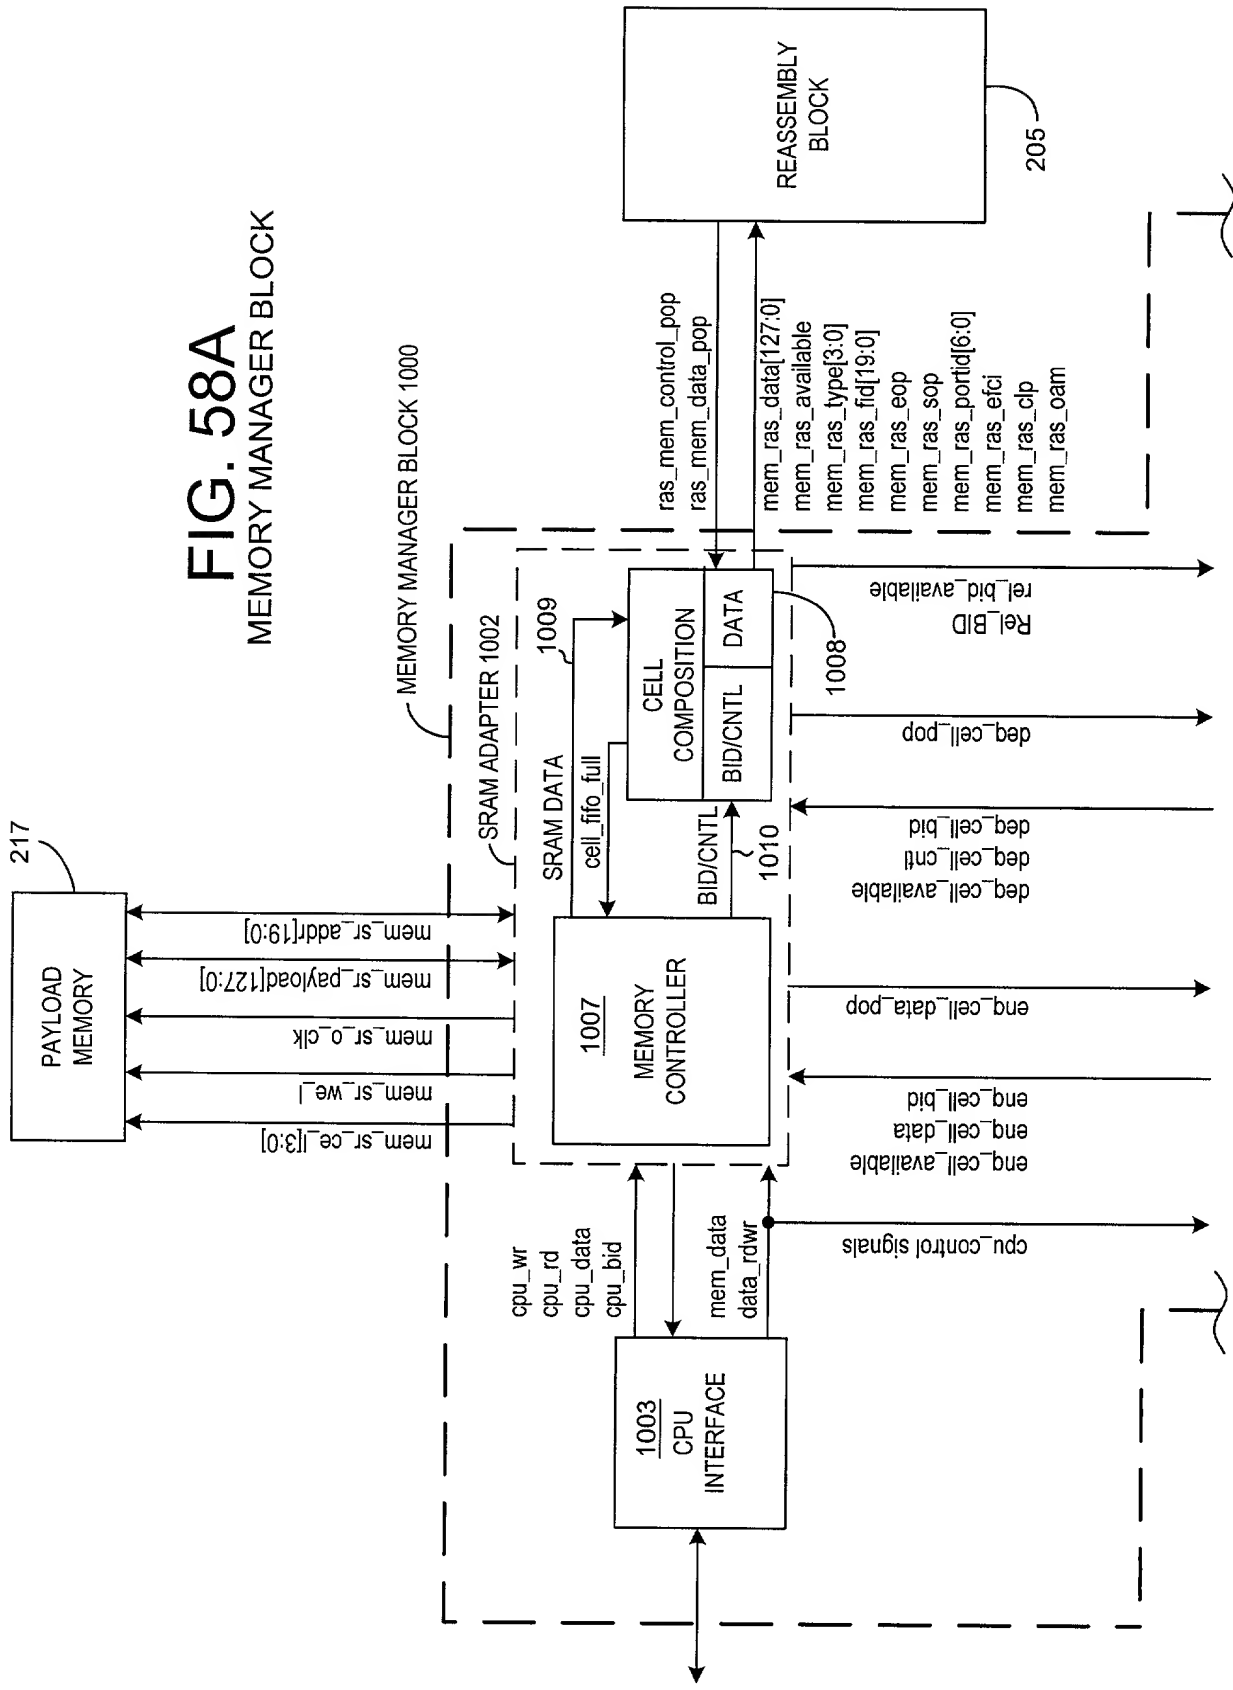 FIG. 58A
MEMORY MANAGER BLOCK
217
PAYLOAD
MEMORY
mem_sr_ce_l[3:0]
mem_sr_we_l
mem_sr_o_clk
mem_sr_payload[127:0]
mem_sr_addr[19:0]
MEMORY MANAGER BLOCK 1000
SRAM ADAPTER 1002
1003
CPU
INTERFACE
cpu_wr
cpu_rd
cpu_data
cpu_bid
mem_data
data_rdwr
1007
MEMORY
CONTROLLER
SRAM DATA
1009
cell_fifo_full
BID/CNTL
1010
CELL
COMPOSITION
BID/CNTL
DATA
1008
ras_mem_control_pop
ras_mem_data_pop
mem_ras_data[127:0]
mem_ras_available
mem_ras_type[3:0]
mem_ras_fid[19:0]
mem_ras_eop
mem_ras_sop
mem_ras_portid[6:0]
mem_ras_efci
mem_ras_clp
mem_ras_oam
REASSEMBLY
BLOCK
205
cpu_control signals
enq_cell_available
enq_cell_data
enq_cell_bid
enq_cell_data_pop
deq_cell_available
deq_cell_cntl
deq_cell_bid
deq_cell_pop
Rel_BID
rel_bid_available